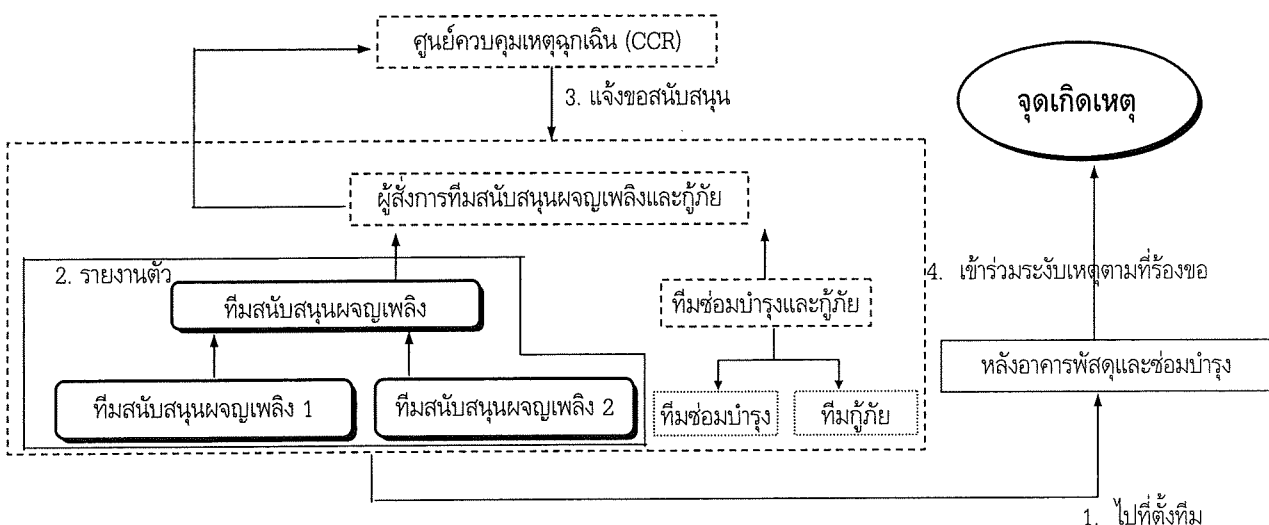 ศูนย์ควบคุมเหตุฉุกเฉิน (CCR)
3. แจ้งขอสนับสนุน
จุดเกิดเหตุ
ผู้สั่งการทีมสนับสนุนผจญเพลิงและกู้ภัย
2. รายงานตัว
4. เข้าร่วมระงับเหตุตามที่ร้องขอ
ทีมสนับสนุนผจญเพลิง
ทีมซ่อมบำรุงและกู้ภัย
หลังอาคารพัสดุและซ่อมบำรุง
ทีมสนับสนุนผจญเพลิง 1
ทีมสนับสนุนผจญเพลิง 2
ทีมซ่อมบำรุง
ทีมกู้ภัย
1. ไปที่ตั้งทีม